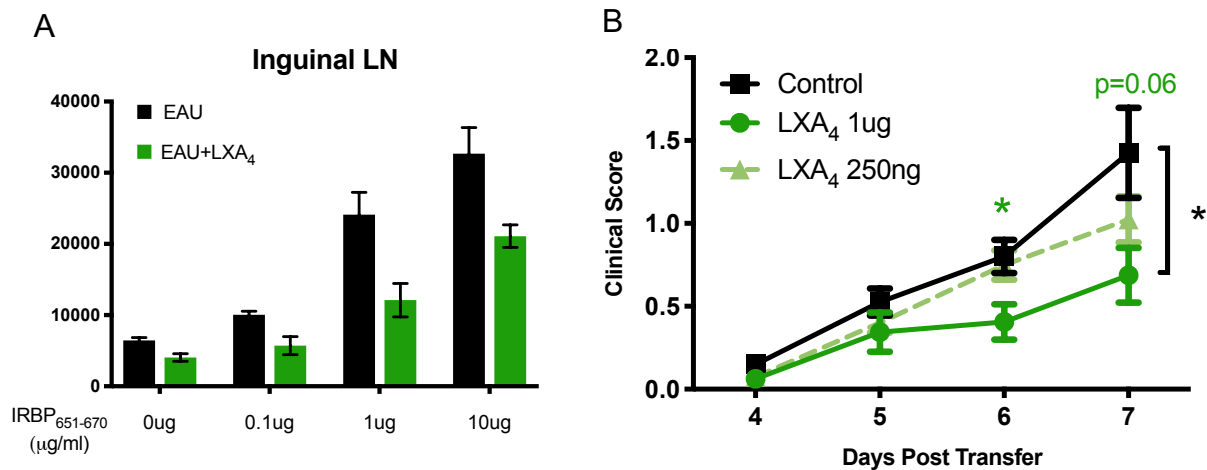 A
Inguinal LN
40000
30000
20000
10000
0
EAU
EAU+LXA₄
IRBP₆₅₁₋₆₇₀
(μg/ml)
0ug
0.1ug
1ug
10ug
B
2.0
1.5
1.0
0.5
0.0
Clinical Score
Control
LXA₄ 1ug
LXA₄ 250ng
p=0.06
*
*
4
5
6
7
Days Post Transfer